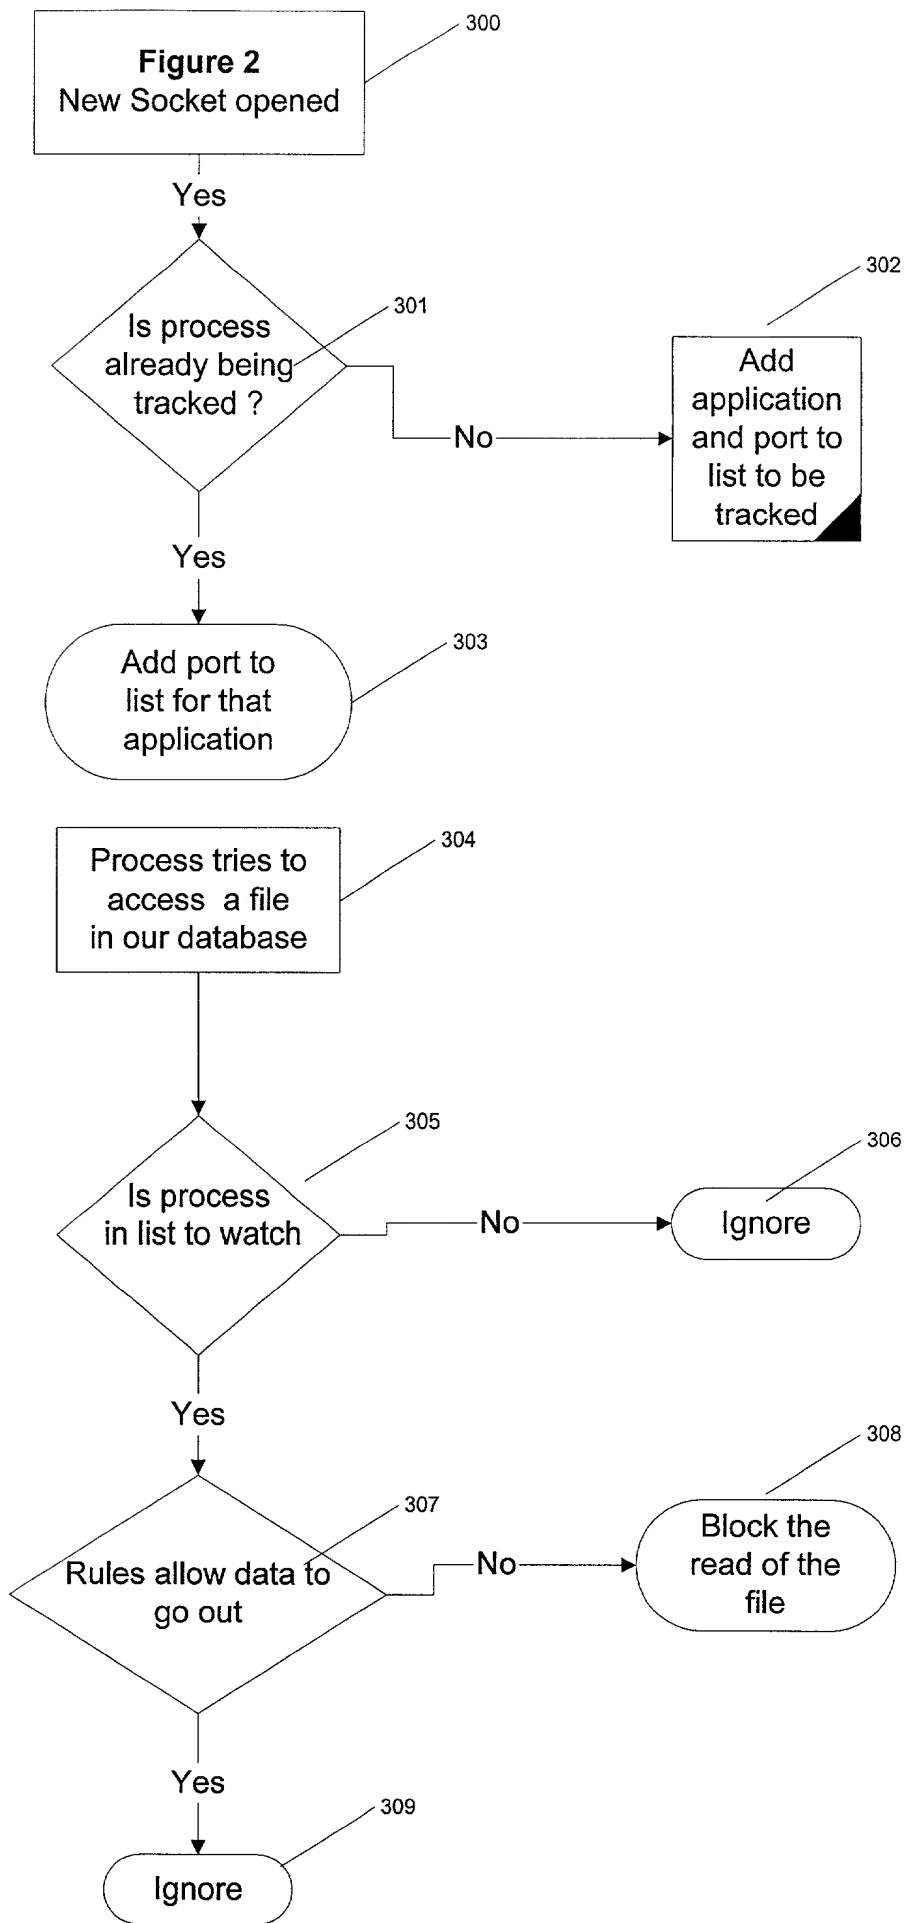 300
Figure 2
New Socket opened
Yes
302
301
Is process
already being
tracked ?
Add
application
and port to
list to be
tracked
No
Yes
303
Add port to
list for that
application
304
Process tries to
access a file
in our database
305
306
Is process
in list to watch
No
Ignore
Yes
308
307
Rules allow data to
go out
No
Block the
read of the
file
Yes
309
Ignore